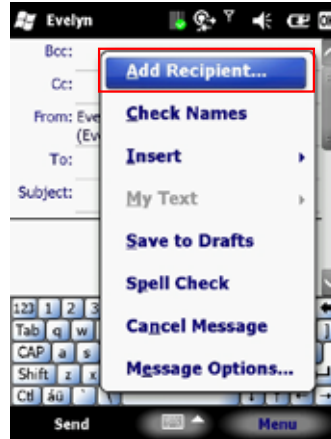 Evelyn
Bcc:
Cc:
From: Eve
(Ev
To:
Subject:
Add Recipient...
Check Names
Insert
My Text
Save to Drafts
Spell Check
Cancel Message
Message Options...
123 1 2 3
Tab q w
CAP a s
Shift z x
Ctl áü `
Send
Menu